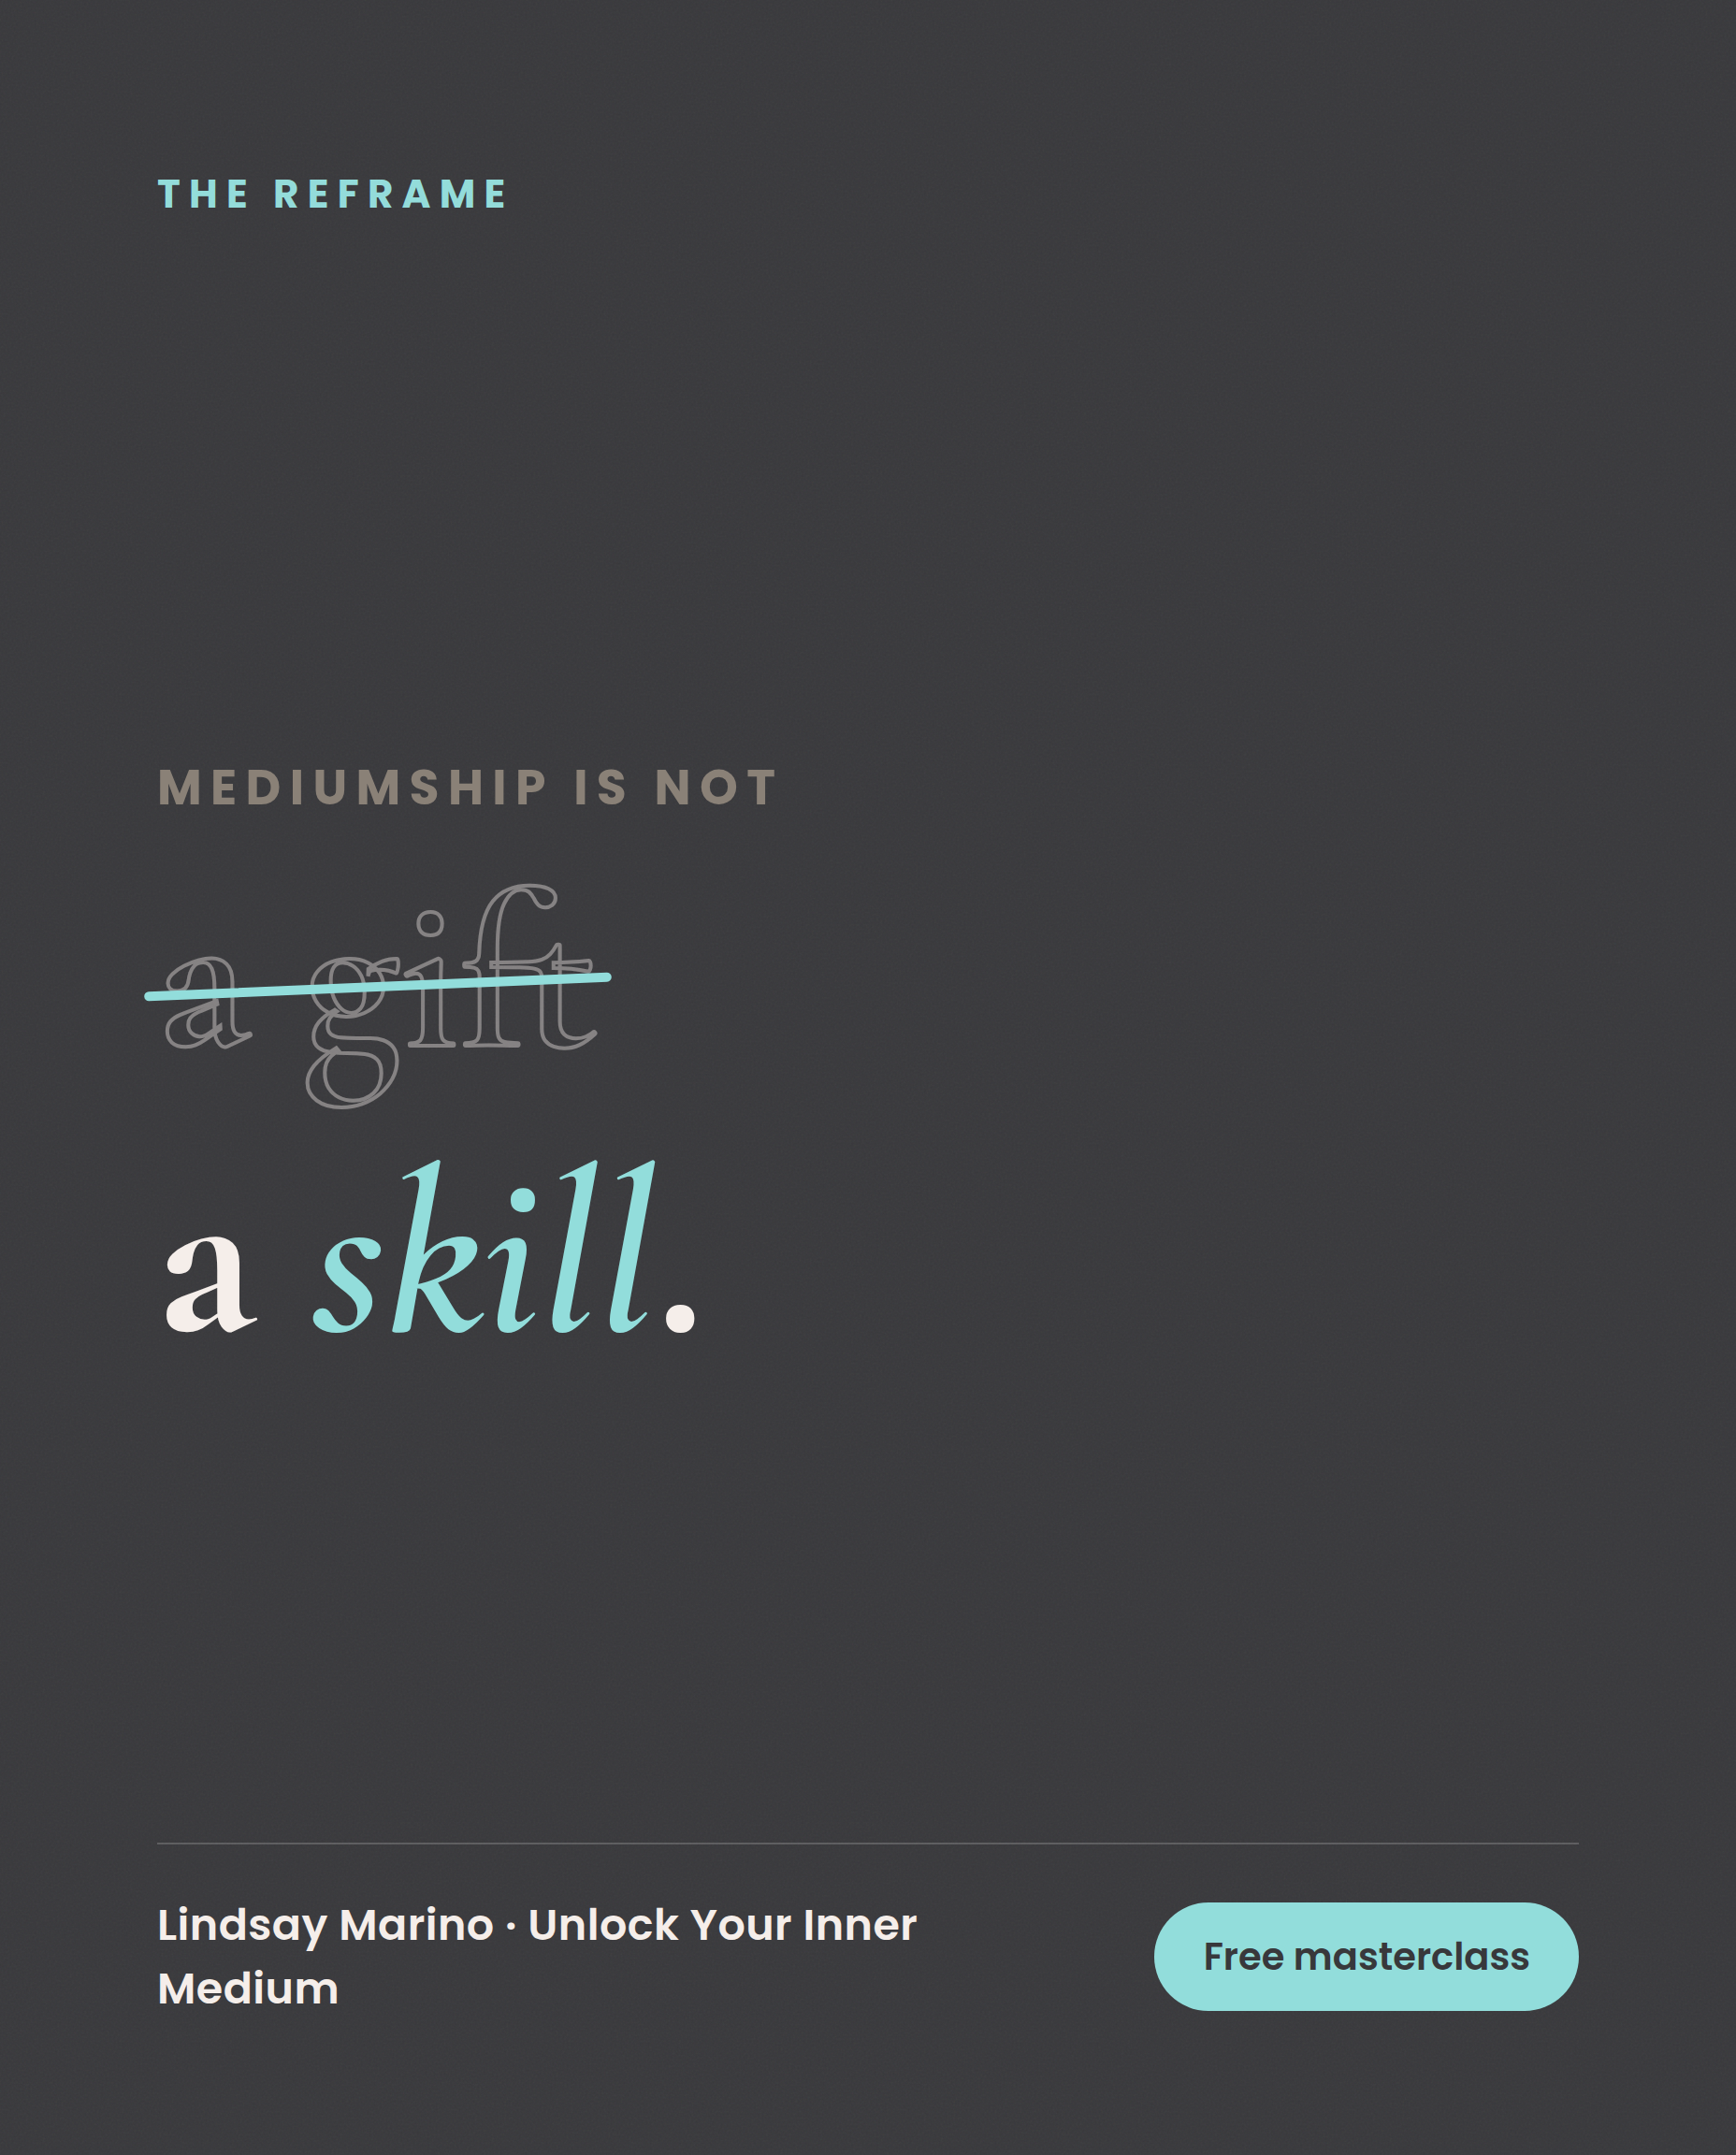 THE REFRAME
MEDIUMSHIP IS NOT
a gift
a skill.
Lindsay Marino · Unlock Your Inner
Medium
Free masterclass